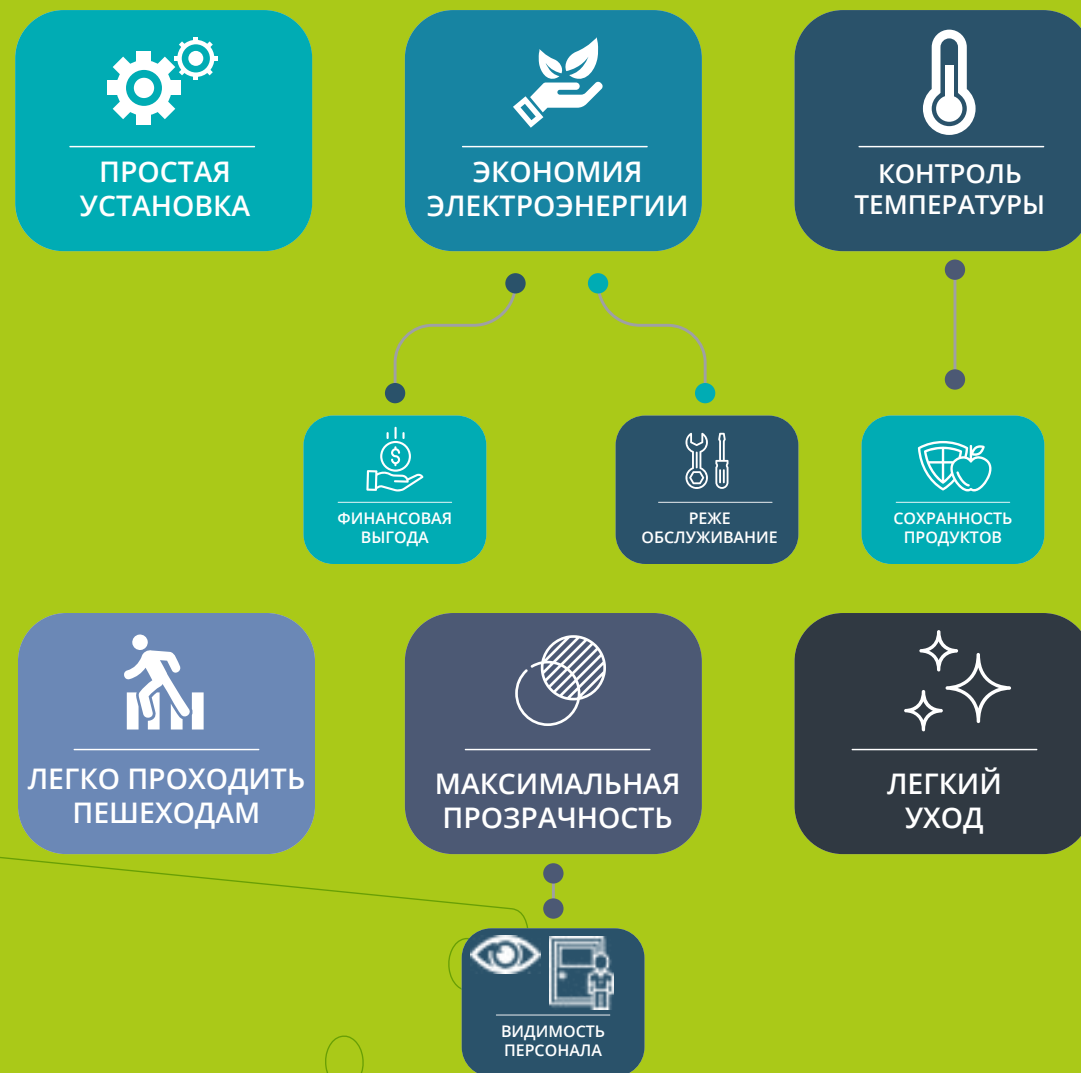 ПРОСТАЯ
УСТАНОВКА
ЭКОНОМИЯ
ЭЛЕКТРОЭНЕРГИИ
КОНТРОЛЬ
ТЕМПЕРАТУРЫ
$
ФИНАНСОВАЯ
ВЫГОДА
РЕЖЕ
ОБСЛУЖИВАНИЕ
СОХРАННОСТЬ
ПРОДУКТОВ
ЛЕГКО ПРОХОДИТЬ
ПЕШЕХОДАМ
МАКСИМАЛЬНАЯ
ПРОЗРАЧНОСТЬ
ЛЕГКИЙ
УХОД
ВИДИМОСТЬ
ПЕРСОНАЛА